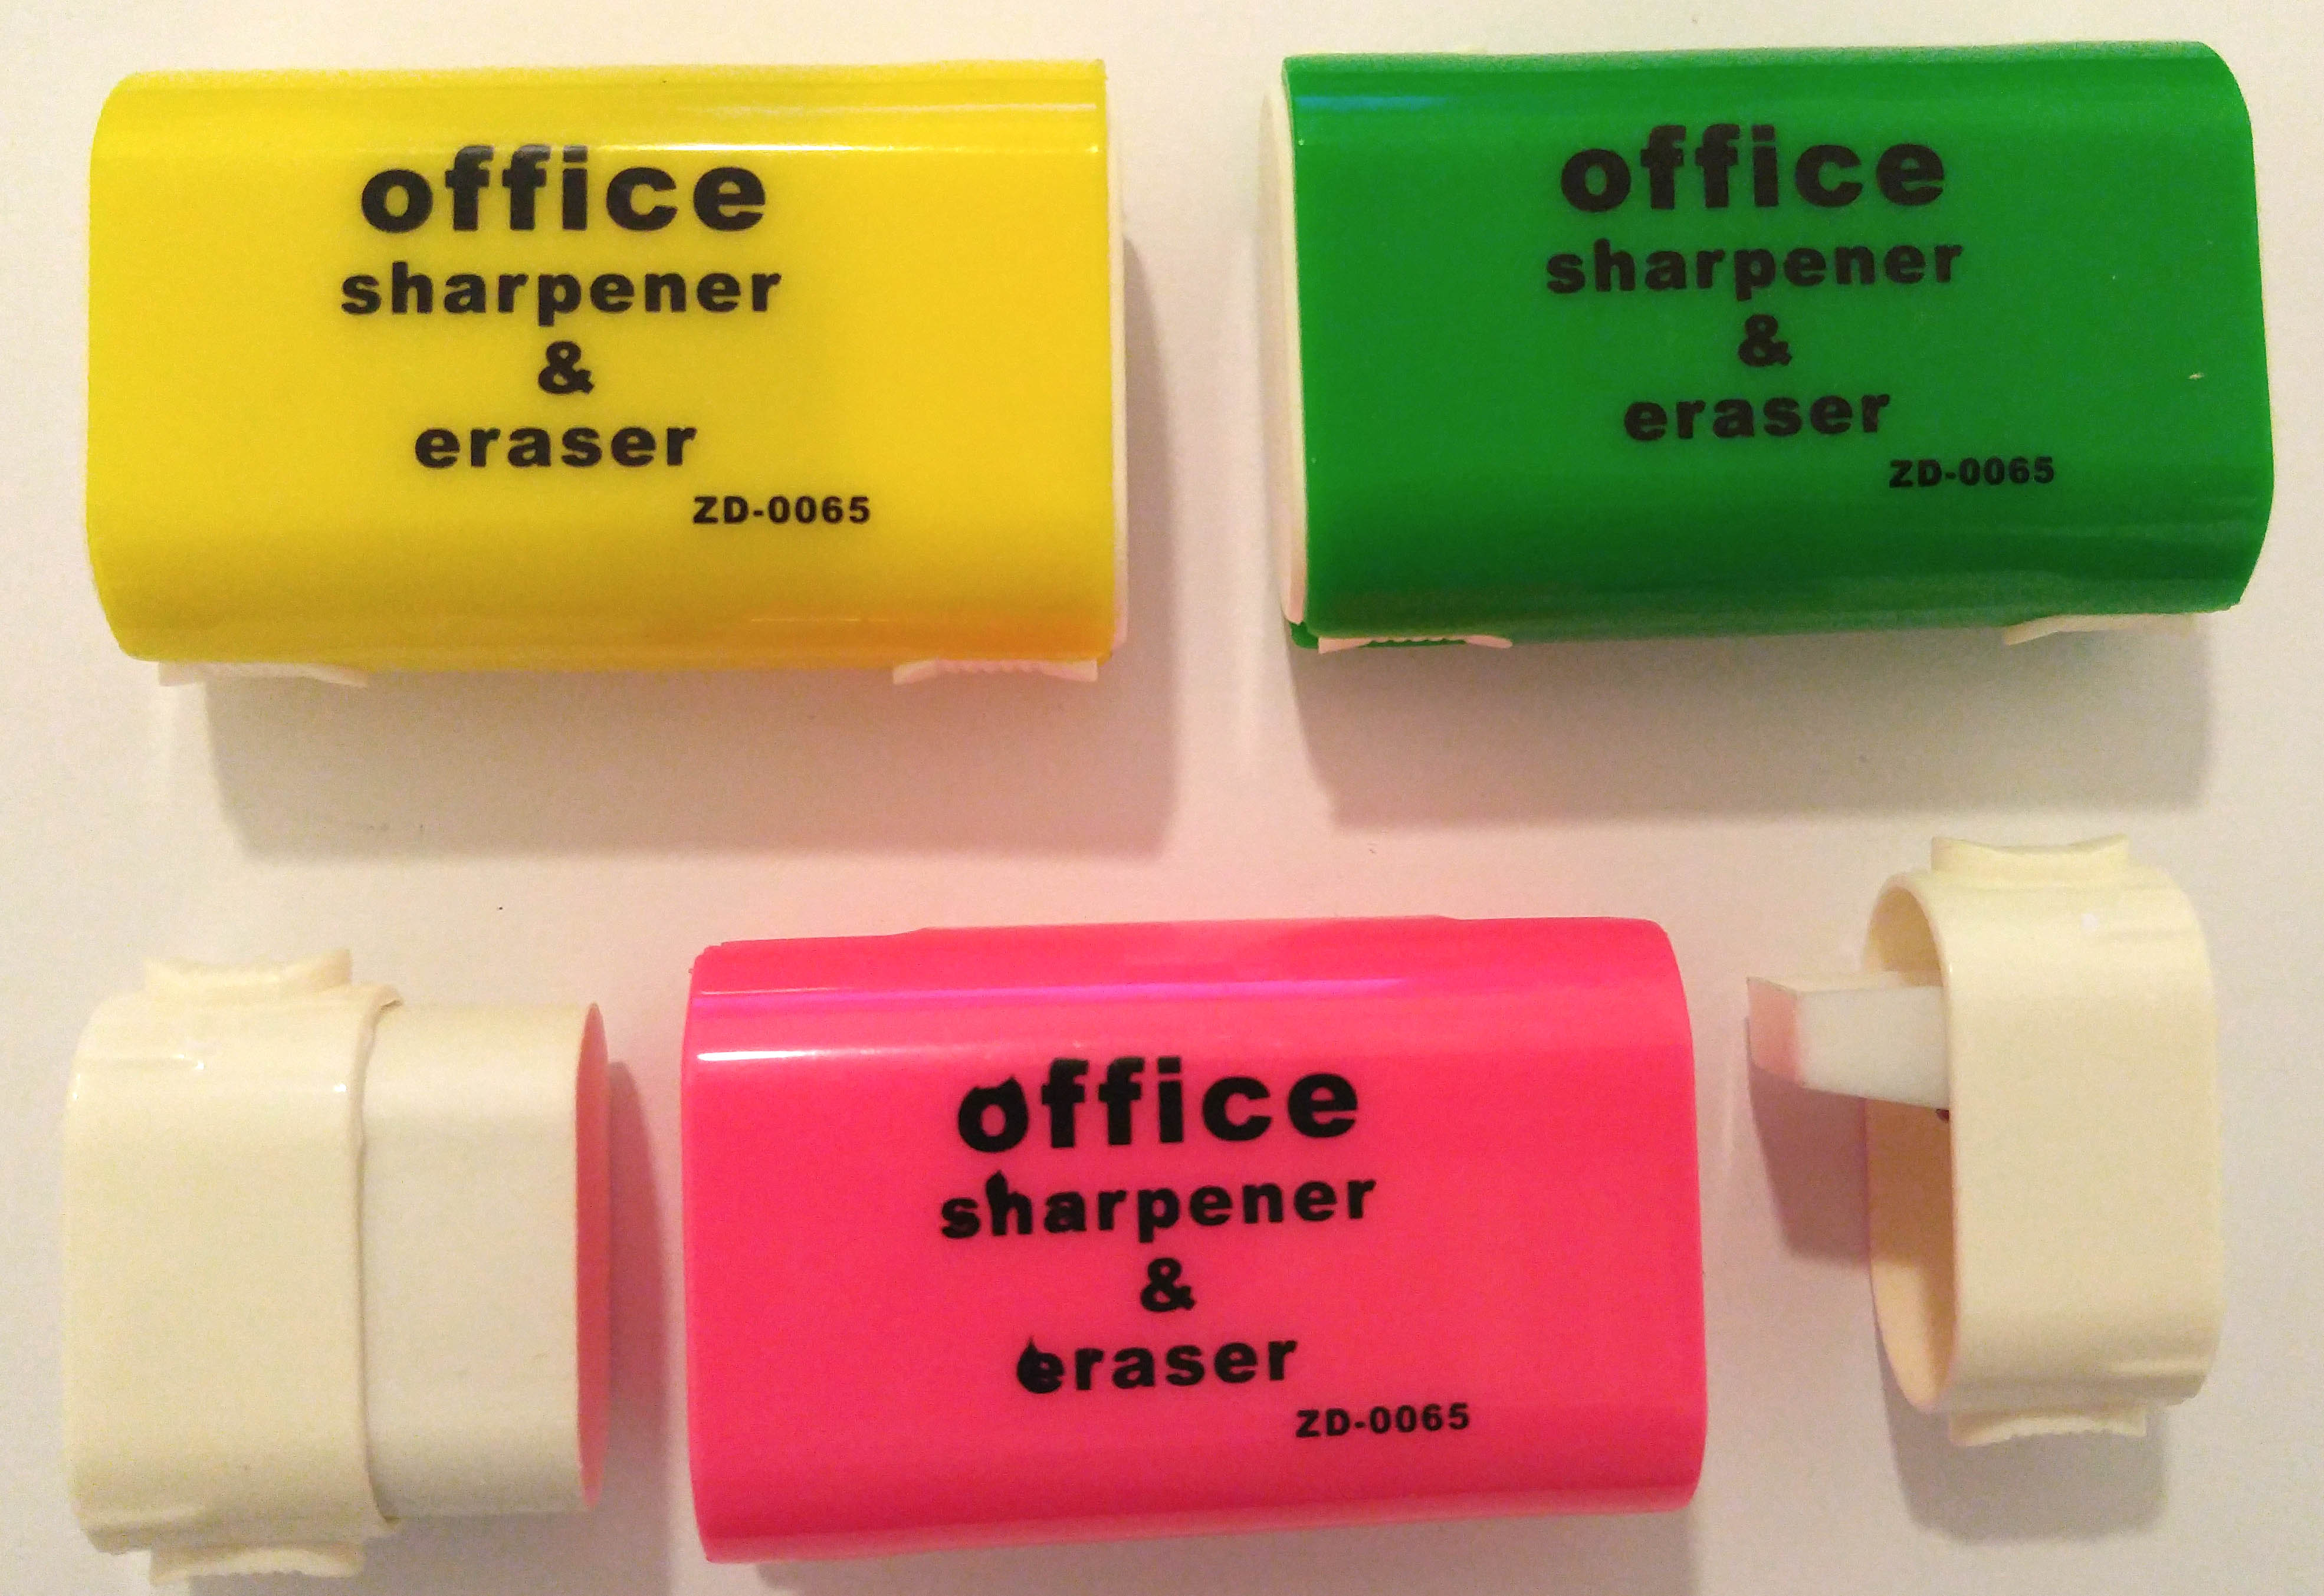 office
sharpener
&
eraser
ZD-0065
office
sharpener
&
eraser
ZD-0065
office
sharpener
&
eraser
ZD-0065